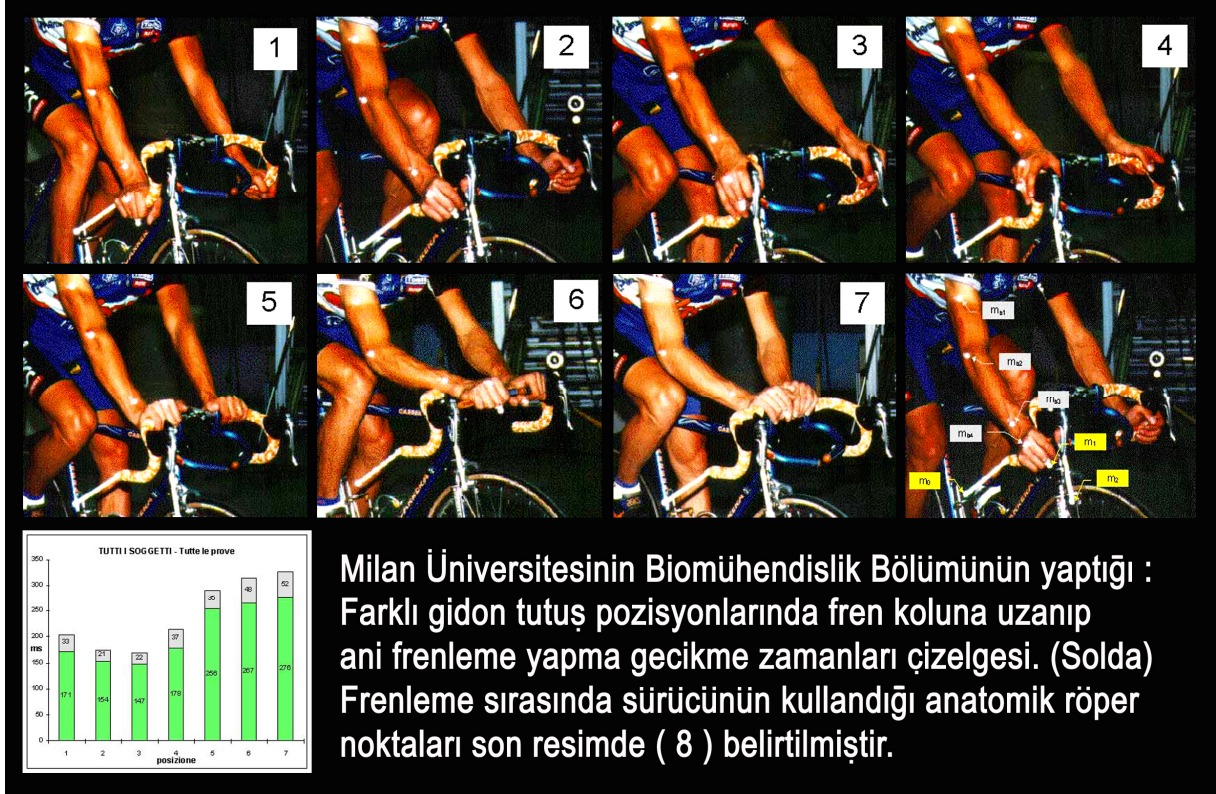 1
2
3
4
5
6
7
m₀
m₁
m₂
TUTTI I SOGGETTI - Tutte le prove
350
300
250
200
ms
150
100
50
0
33
21
22
37
35
48
52
171
154
147
178
256
267
276
1 2 3 4 5 6 7
posizione
Milan Üniversitesinin Biomühendislik Bölümünün yaptığı :
Farklı gidon tutuş pozisyonlarında fren koluna uzanıp
ani frenleme yapma gecikme zamanları çizelgesi. (Solda)
Frenleme sırasında sürücünün kullandığı anatomik röper
noktaları son resimde ( 8 ) belirtilmiştir.